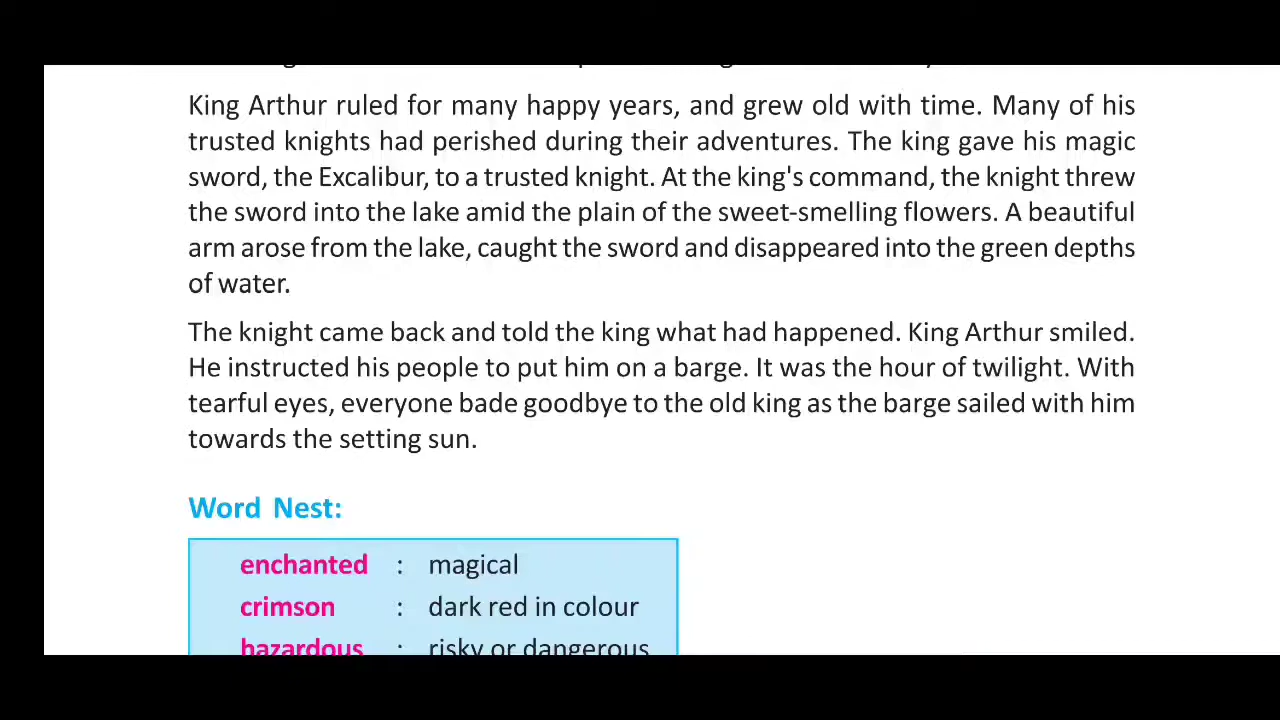 King Arthur ruled for many happy years, and grew old with time. Many of his
trusted knights had perished during their adventures. The king gave his magic
sword, the Excalibur, to a trusted knight. At the king's command, the knight threw
the sword into the lake amid the plain of the sweet-smelling flowers. A beautiful
arm arose from the lake, caught the sword and disappeared into the green depths
of water.
The knight came back and told the king what had happened. King Arthur smiled.
He instructed his people to put him on a barge. It was the hour of twilight. With
tearful eyes, everyone bade goodbye to the old king as the barge sailed with him
towards the setting sun.
Word Nest:
enchanted : magical
crimson : dark red in colour
hazardous : risky or dangerous